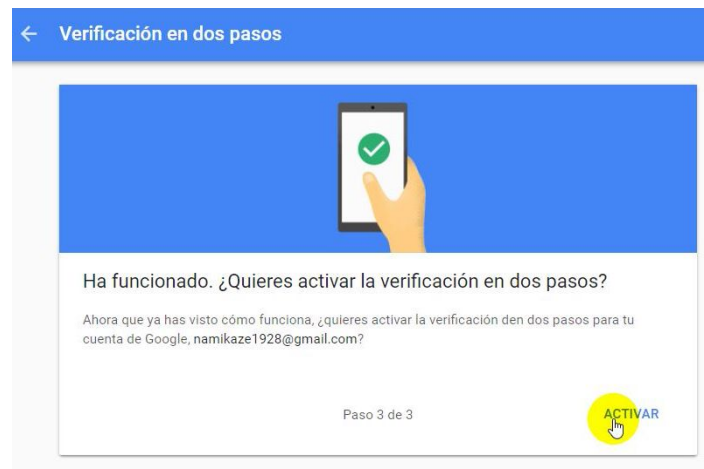 Verificación en dos pasos
Ha funcionado. ¿Quieres activar la verificación en dos pasos?
Ahora que ya has visto cómo funciona, ¿quieres activar la verificación den dos pasos para tu
cuenta de Google, namikaze1928@gmail.com?
Paso 3 de 3
ACTIVAR